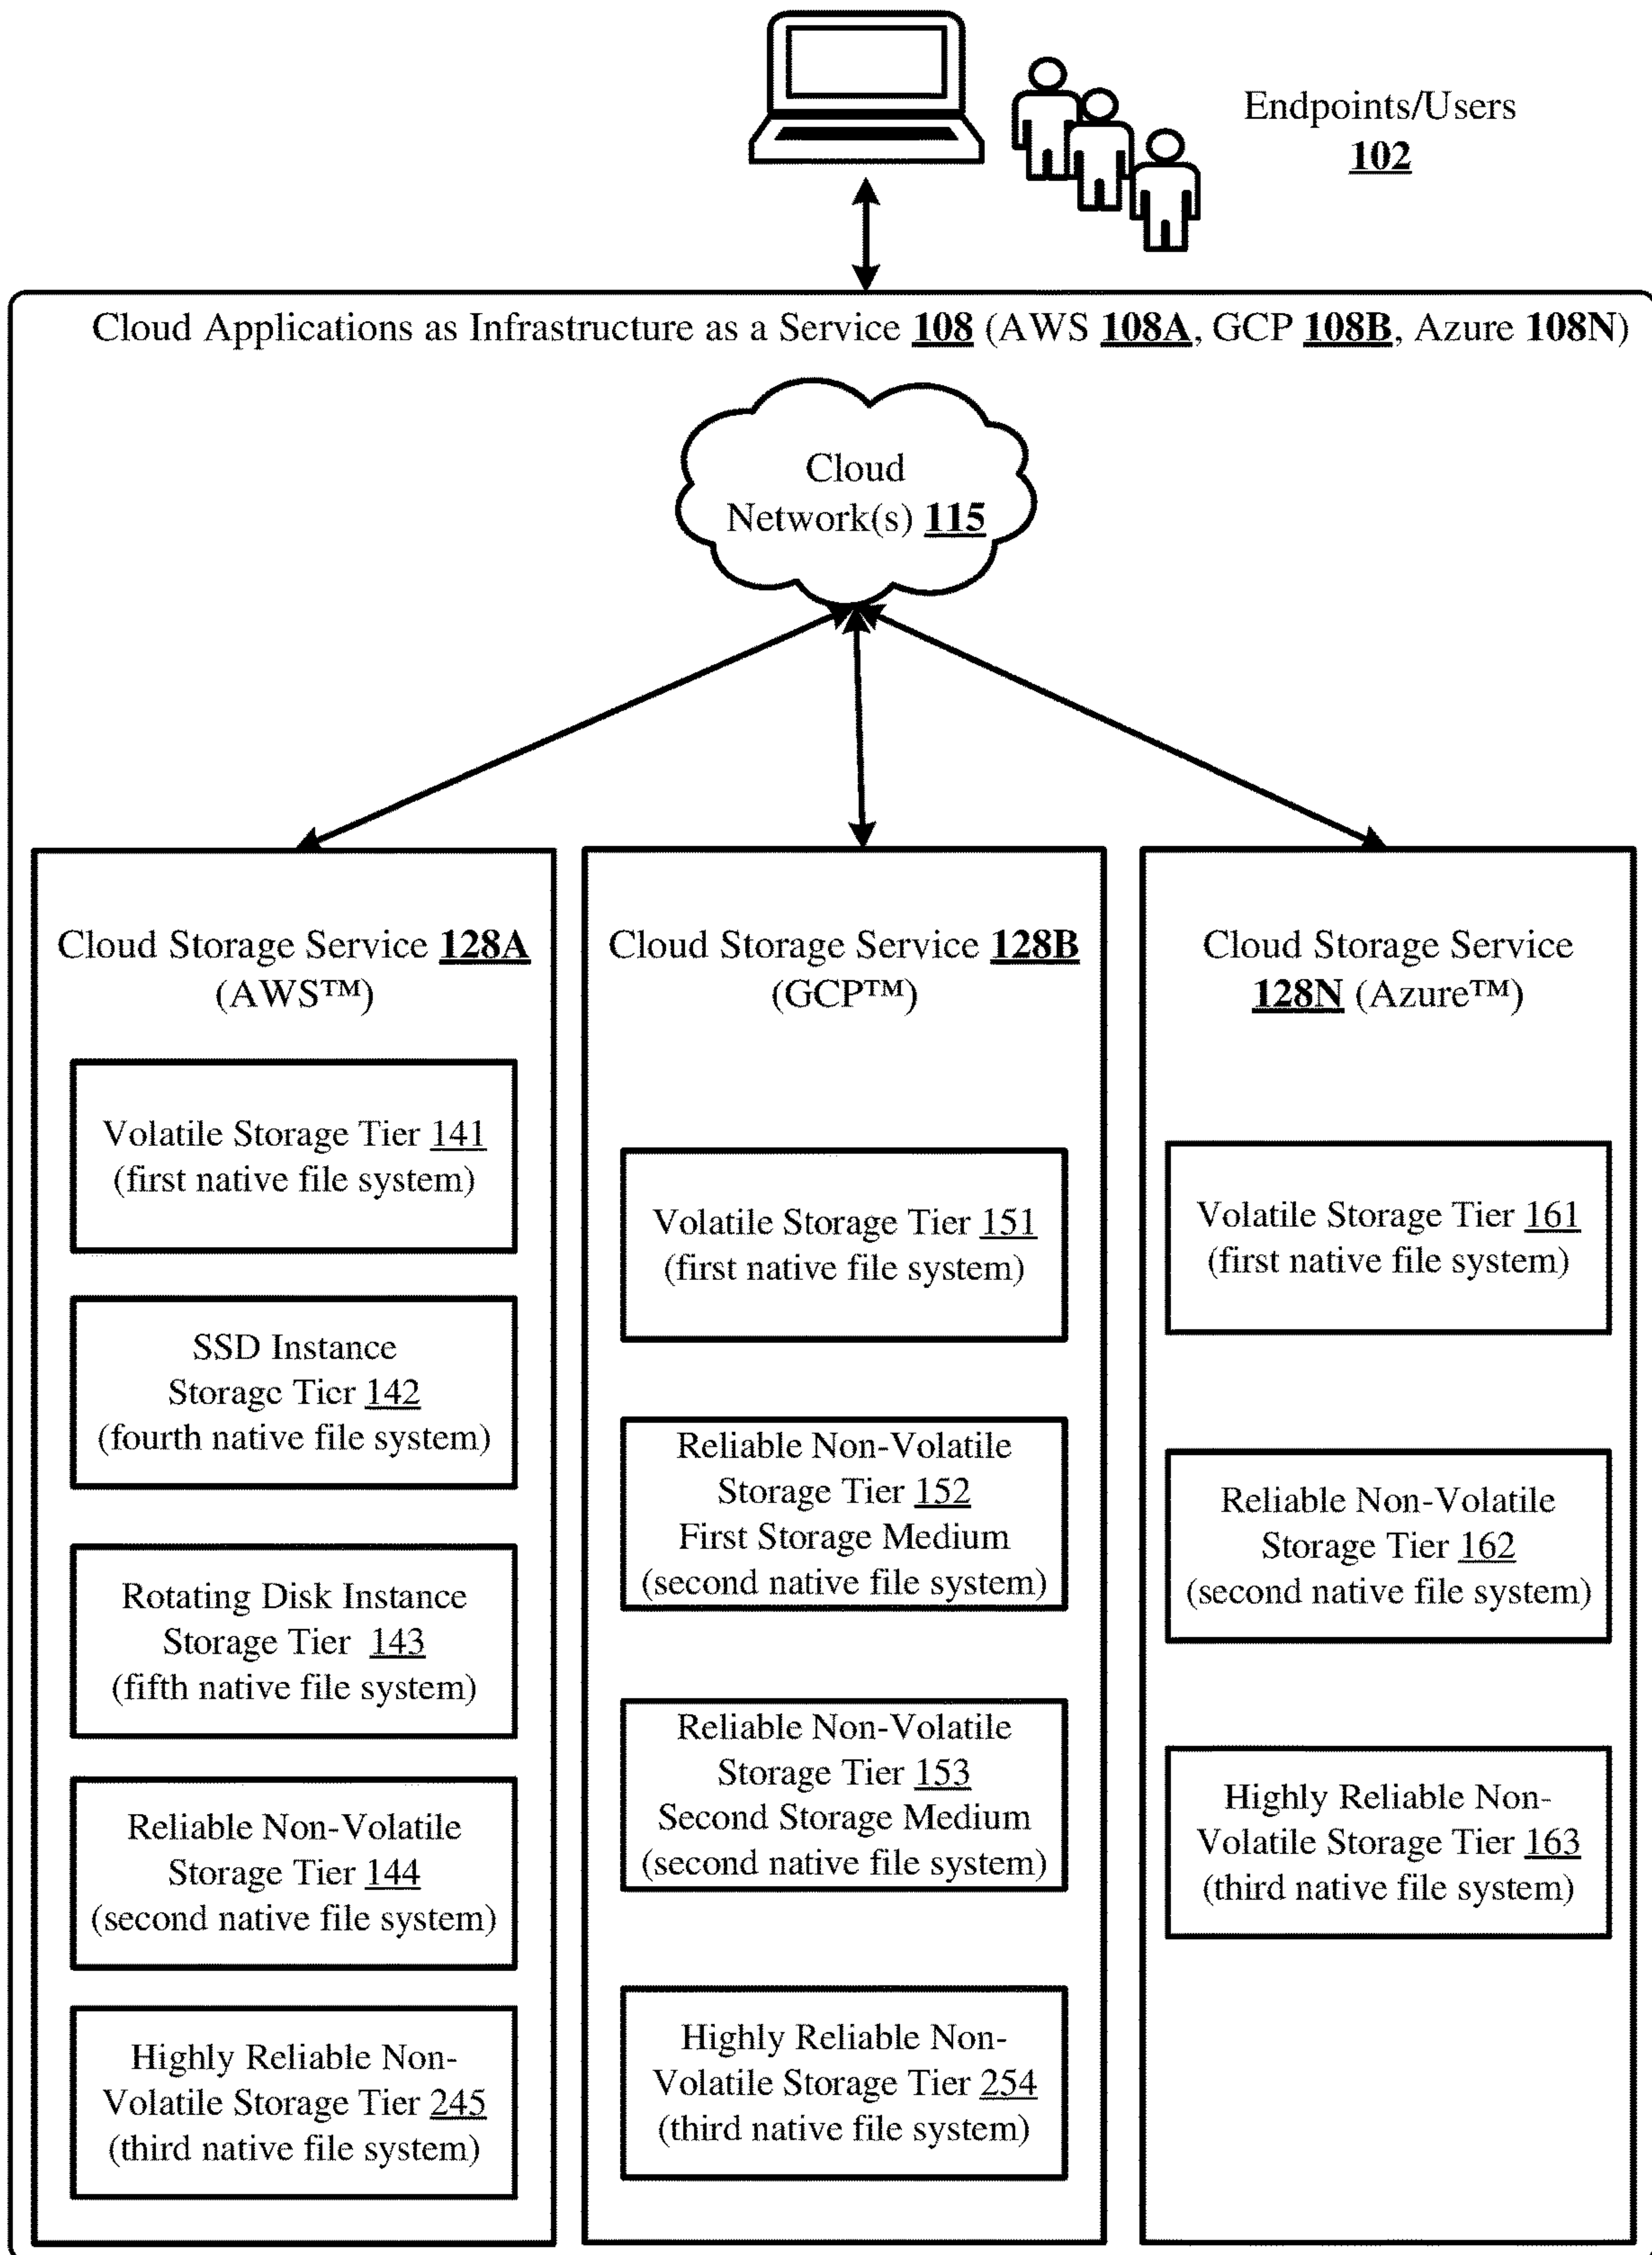 Endpoints/Users
102
Cloud Applications as Infrastructure as a Service 108 (AWS 108A, GCP 108B, Azure 108N)
Cloud
Network(s) 115
Cloud Storage Service 128A
(AWS™)
Volatile Storage Tier 141
(first native file system)
SSD Instance
Storage Tier 142
(fourth native file system)
Rotating Disk Instance
Storage Tier 143
(fifth native file system)
Reliable Non-Volatile
Storage Tier 144
(second native file system)
Highly Reliable Non-
Volatile Storage Tier 245
(third native file system)
Cloud Storage Service 128B
(GCP™)
Volatile Storage Tier 151
(first native file system)
Reliable Non-Volatile
Storage Tier 152
First Storage Medium
(second native file system)
Reliable Non-Volatile
Storage Tier 153
Second Storage Medium
(second native file system)
Highly Reliable Non-
Volatile Storage Tier 254
(third native file system)
Cloud Storage Service
128N (Azure™)
Volatile Storage Tier 161
(first native file system)
Reliable Non-Volatile
Storage Tier 162
(second native file system)
Highly Reliable Non-
Volatile Storage Tier 163
(third native file system)